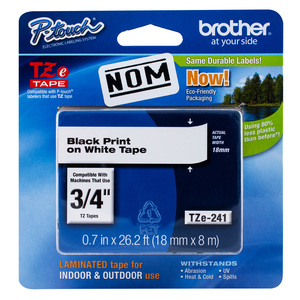 P-touch
ELECTRONIC LABELING SYSTEM
brother
at your side
TZe
TAPE
Compatible with P-touch
labelers that use TZ tape
NOM
Same Durable Labels!
Now!
Eco-Friendly
Packaging
Using 80%
less plastic
than before*!
Black Print
on White Tape
ACTUAL
TAPE
WIDTH
18mm
Compatible With
Machines That Use
3/4"
TZ Tapes
TZe-241
0.7 in x 26.2 ft (18 mm x 8 m)
LAMINATED tape for
INDOOR & OUTDOOR use
WITHSTANDS
• Abrasion • UV
• Heat & Cold • Spills